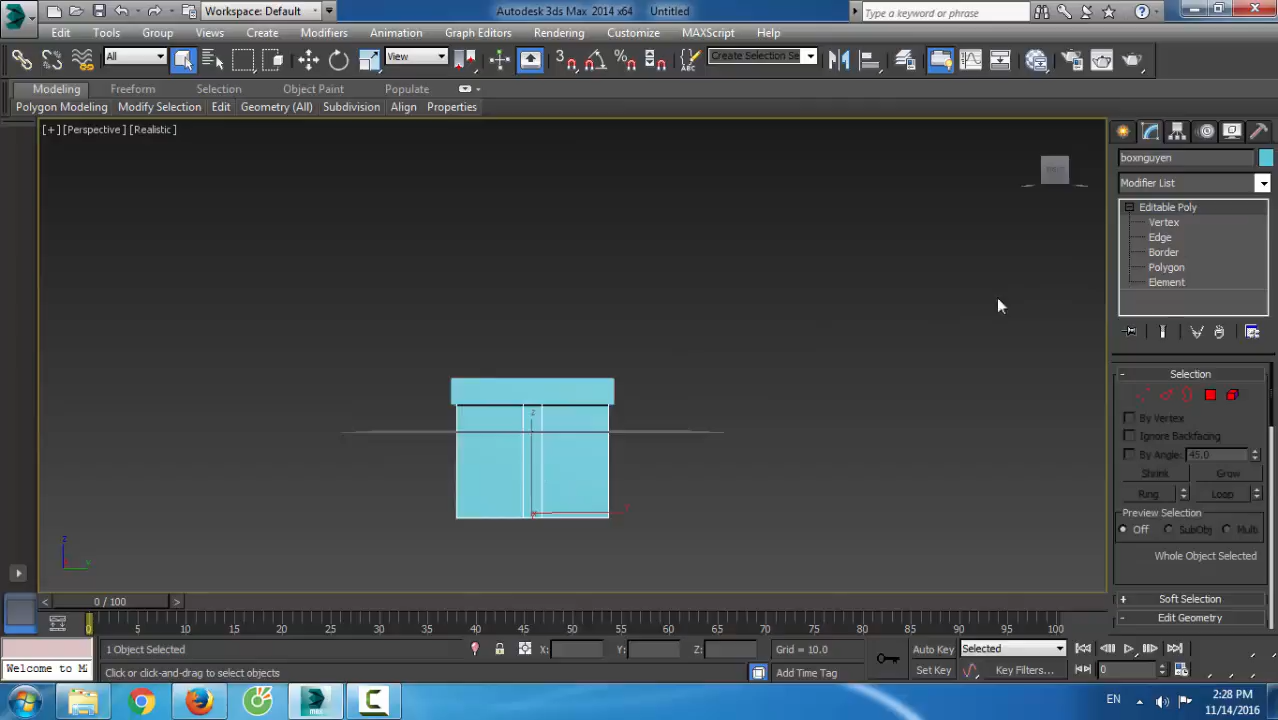 Workspace: Default
Autodesk 3ds Max 2014 x64 Untitled
Type a keyword or phrase
Edit Tools Group Views Create Modifiers Animation Graph Editors Rendering Customize MAXScript Help
All
View
3
Create Selection Se
Modeling Freeform Selection Object Paint Populate
Polygon Modeling Modify Selection Edit Geometry (All) Subdivision Align Properties
[+] [Perspective] [Realistic]
boxnguyen
Modifier List
Editable Poly
Vertex
Edge
Border
Polygon
Element
Selection
By Vertex
Ignore Backfacing
By Angle: 45.0
Shrink Grow
Ring Loop
Preview Selection
Off SubObj Multi
Whole Object Selected
Soft Selection
Edit Geometry
z
z
0 / 100
0 5 10 15 20 25 30 35 40 45 50 55 60 65 70 75 80 85 90 95 100
1 Object Selected
X: Y: Z: Grid = 10.0
Auto Key Selected
Welcome to M
Click or click-and-drag to select objects
Add Time Tag
Set Key Key Filters... 0
EN
2:28 PM
11/14/2016